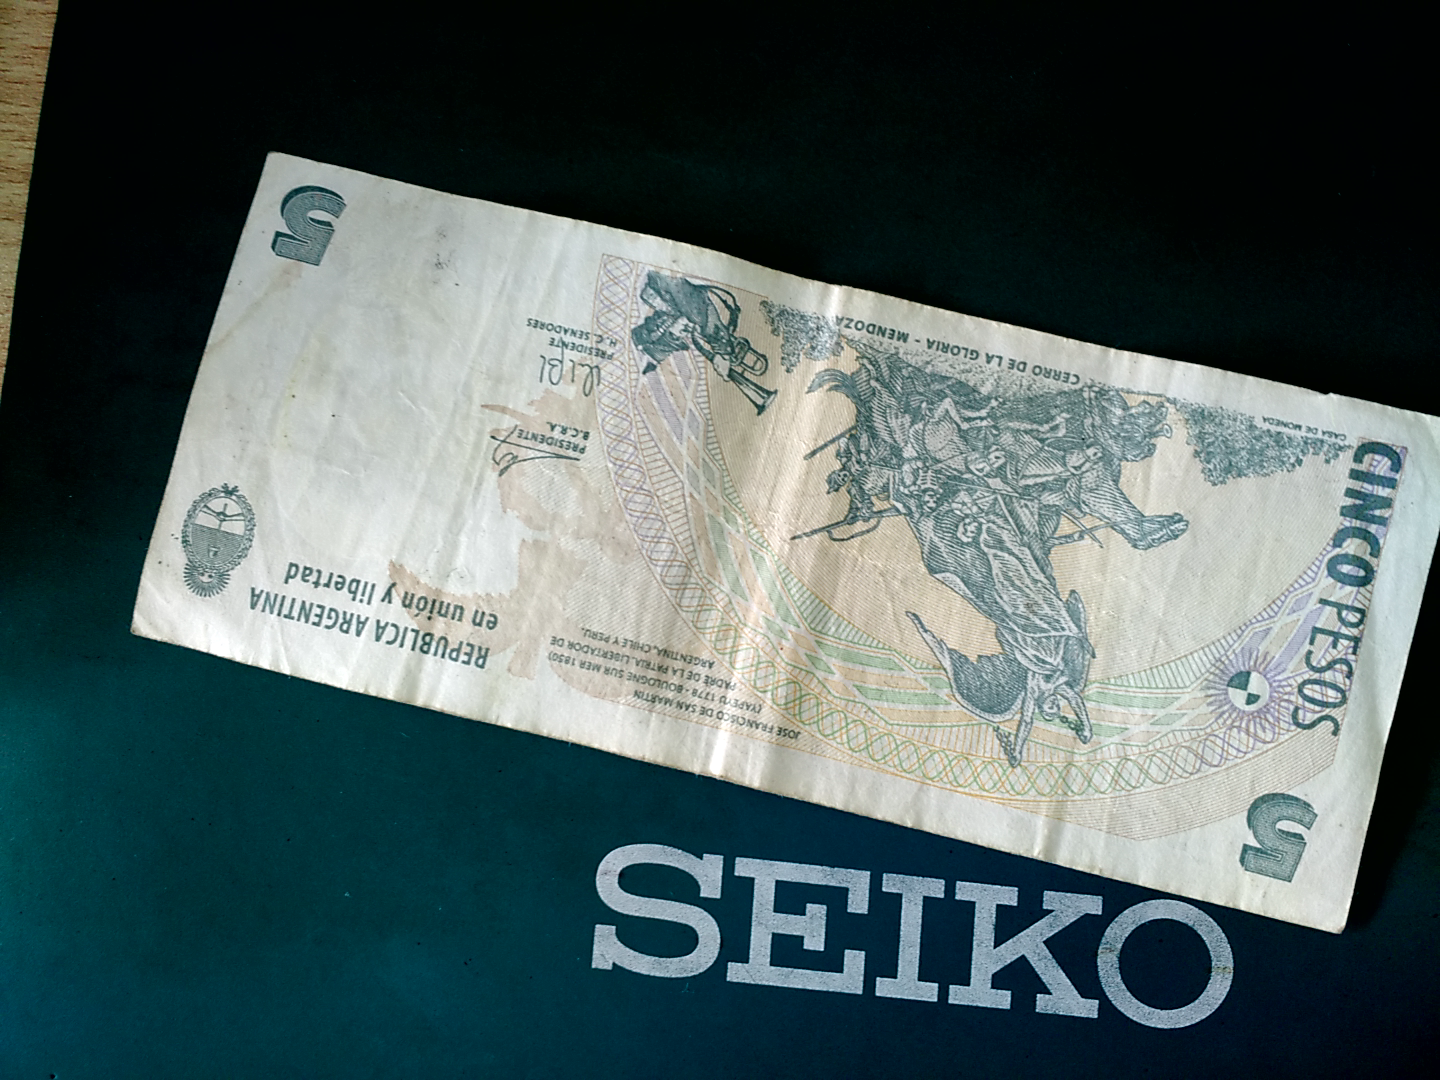 5
REPUBLICA ARGENTINA
en unión y libertad
JOSE FRANCISCO DE SAN MARTIN
(YAPEYU 1778 - BOULOGNE SUR MER 1850)
PADRE DE LA PATRIA. LIBERTADOR DE
ARGENTINA, CHILE Y PERU.
PRESIDENTE
B.C.R.A.
PRESIDENTE
H. C. SENADORES
CERRO DE LA GLORIA - MENDOZA
CASA DE MONEDA
CINCO PESOS
5
SEIKO